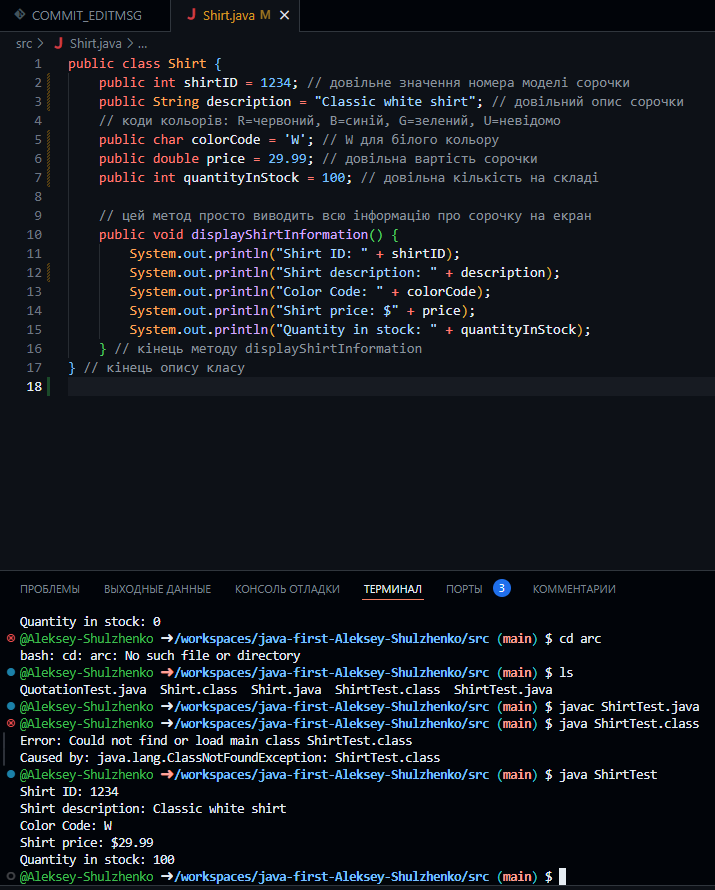 COMMIT_EDITMSG J Shirt.java M ×
src > J Shirt.java > ...
1 public class Shirt {
2 public int shirtID = 1234; // довільне значення номера моделі сорочки
3 public String description = "Classic white shirt"; // довільний опис сорочки
4 // коди кольорів: R=червоний, B=синій, G=зелений, U=невідомо
5 public char colorCode = 'W'; // W для білого кольору
6 public double price = 29.99; // довільна вартість сорочки
7 public int quantityInStock = 100; // довільна кількість на складі
8
9 // цей метод просто виводить всю інформацію про сорочку на екран
10 public void displayShirtInformation() {
11 System.out.println("Shirt ID: " + shirtID);
12 System.out.println("Shirt description: " + description);
13 System.out.println("Color Code: " + colorCode);
14 System.out.println("Shirt price: $" + price);
15 System.out.println("Quantity in stock: " + quantityInStock);
16 } // кінець методу displayShirtInformation
17 } // кінець опису класу
18
ПРОБЛЕМЫ ВЫХОДНЫЕ ДАННЫЕ КОНСОЛЬ ОТЛАДКИ ТЕРМИНАЛ ПОРТЫ 3 КОММЕНТАРИИ
Quantity in stock: 0
@Aleksey-Shulzhenko ➜/workspaces/java-first-Aleksey-Shulzhenko/src (main) $ cd arc
bash: cd: arc: No such file or directory
@Aleksey-Shulzhenko ➜/workspaces/java-first-Aleksey-Shulzhenko/src (main) $ ls
QuotationTest.java Shirt.class Shirt.java ShirtTest.class ShirtTest.java
@Aleksey-Shulzhenko ➜/workspaces/java-first-Aleksey-Shulzhenko/src (main) $ javac ShirtTest.java
@Aleksey-Shulzhenko ➜/workspaces/java-first-Aleksey-Shulzhenko/src (main) $ java ShirtTest.class
Error: Could not find or load main class ShirtTest.class
Caused by: java.lang.ClassNotFoundException: ShirtTest.class
@Aleksey-Shulzhenko ➜/workspaces/java-first-Aleksey-Shulzhenko/src (main) $ java ShirtTest
Shirt ID: 1234
Shirt description: Classic white shirt
Color Code: W
Shirt price: $29.99
Quantity in stock: 100
@Aleksey-Shulzhenko ➜/workspaces/java-first-Aleksey-Shulzhenko/src (main) $